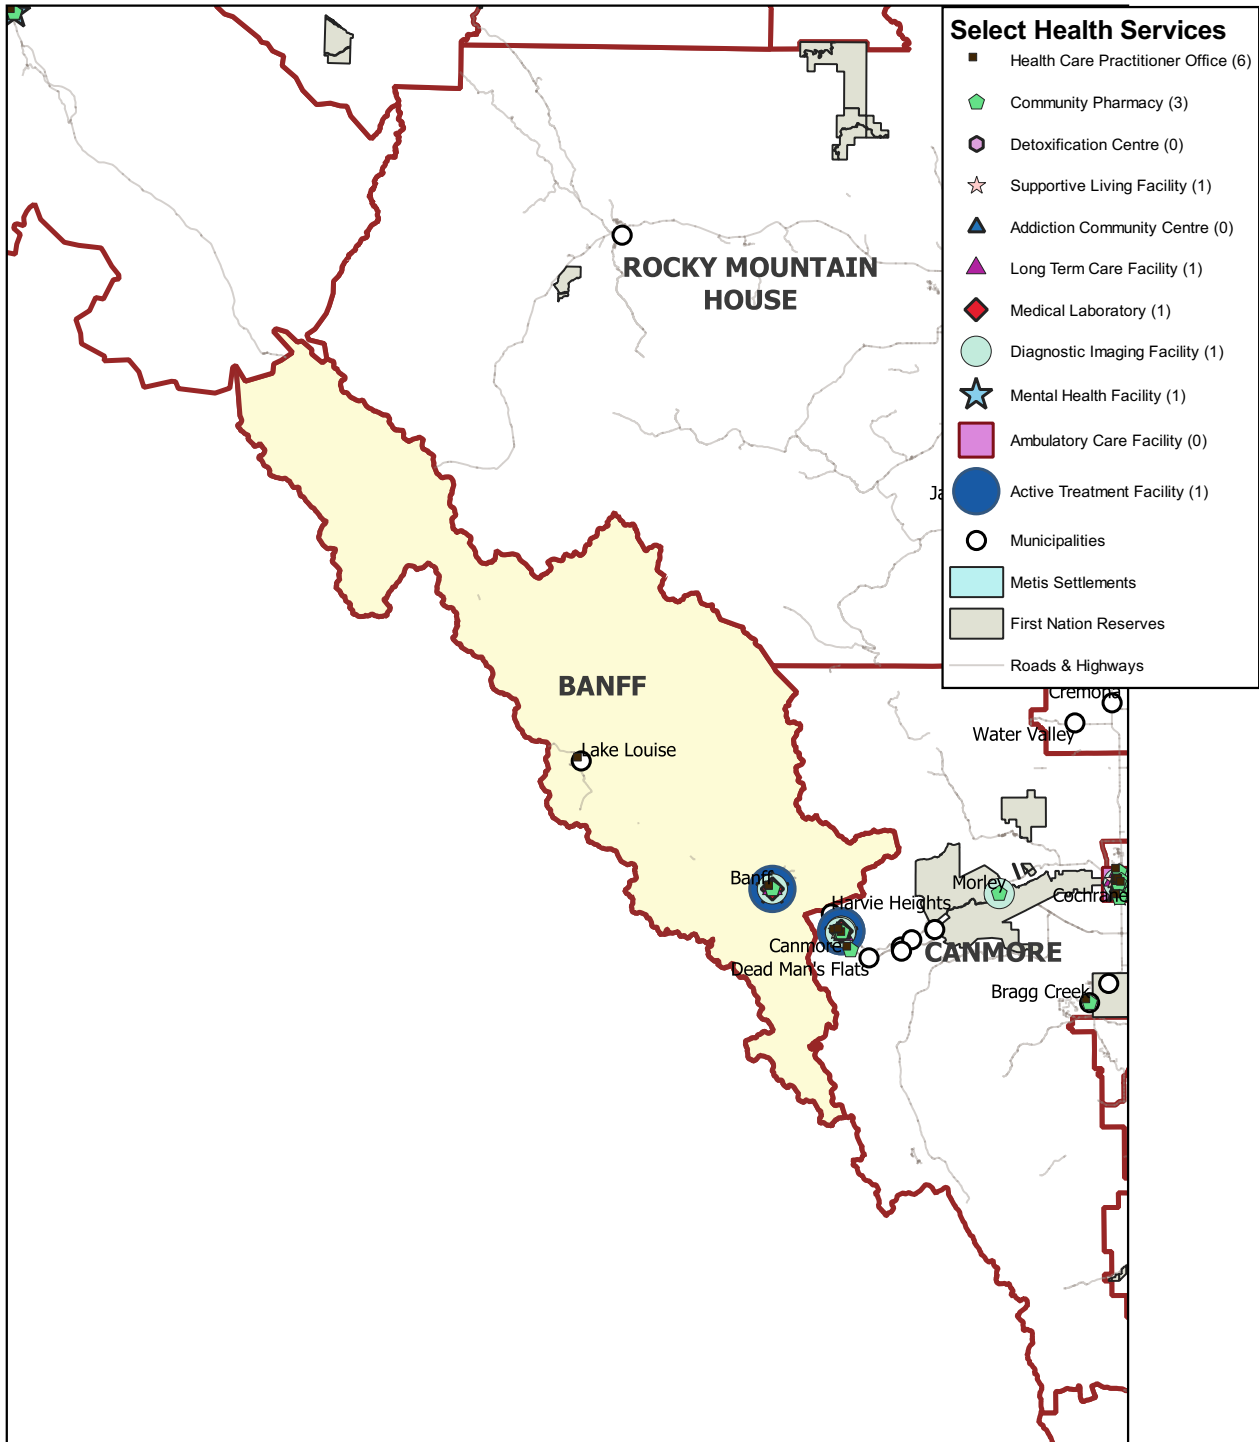 Select Health Services
Health Care Practitioner Office (6)
Community Pharmacy (3)
Detoxification Centre (0)
Supportive Living Facility (1)
Addiction Community Centre (0)
Long Term Care Facility (1)
Medical Laboratory (1)
Diagnostic Imaging Facility (1)
Mental Health Facility (1)
Ambulatory Care Facility (0)
Active Treatment Facility (1)
Municipalities
Metis Settlements
First Nation Reserves
Roads & Highways
ROCKY MOUNTAIN
HOUSE
BANFF
Cremona
Water Valley
Lake Louise
Banff
Morley
Cochrane
Harvie Heights
Canmore
CANMORE
Dead Man's Flats
Bragg Creek